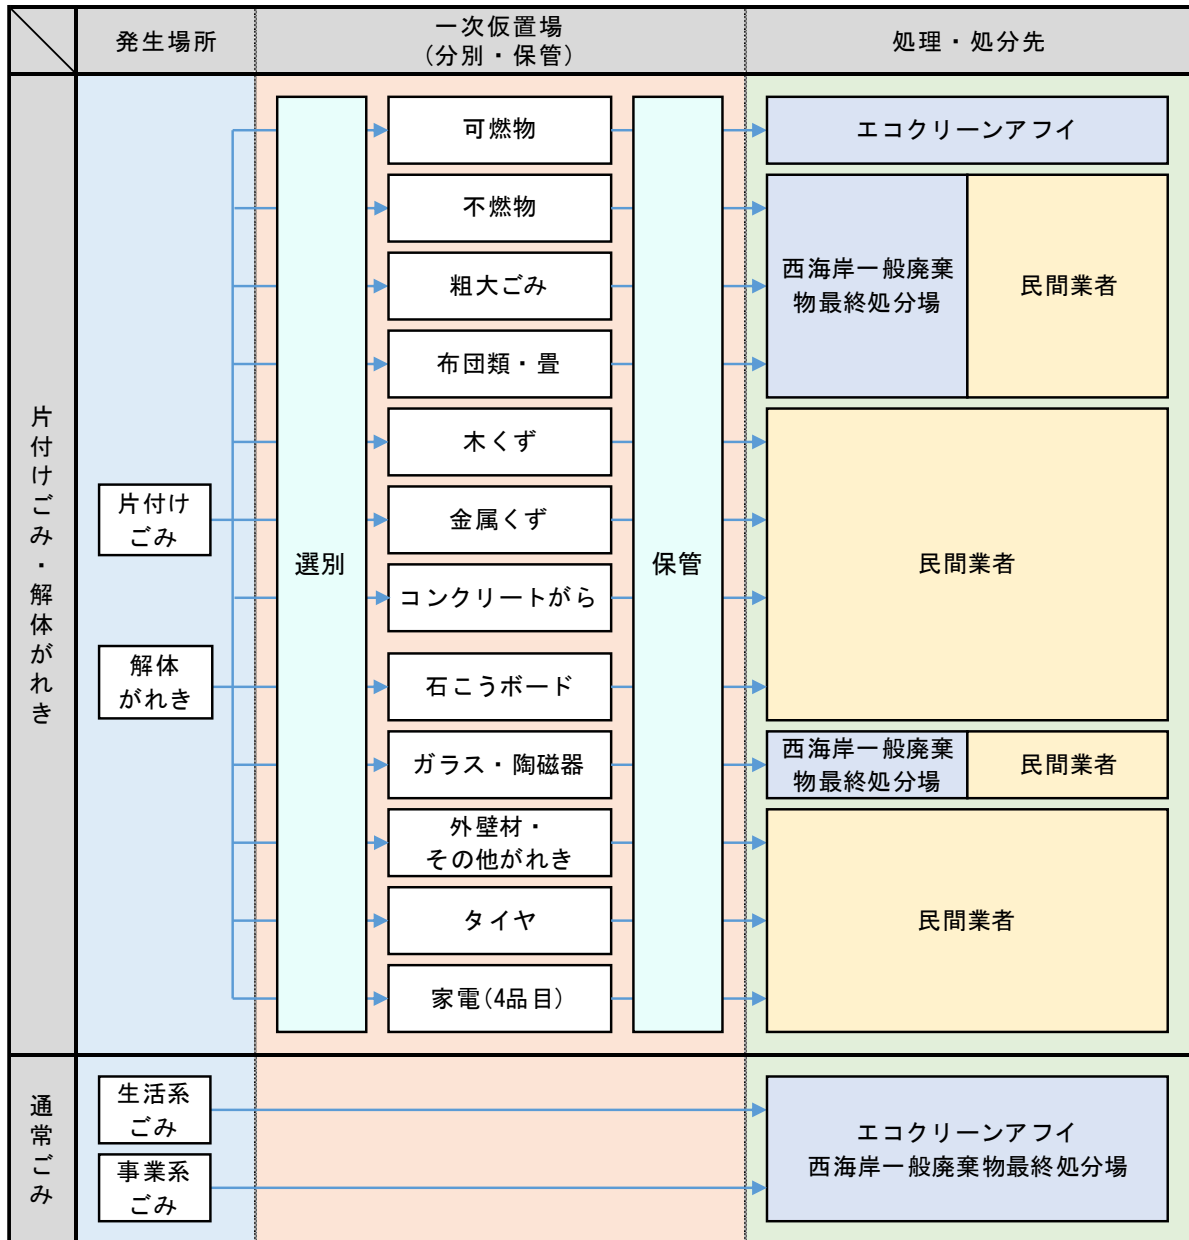 発生場所
一次仮置場
(分別・保管)
処理・処分先
片付けごみ・解体がれき
片付け
ごみ
解体
がれき
選別
可燃物
不燃物
粗大ごみ
布団類・畳
木くず
金属くず
コンクリートがら
石こうボード
ガラス・陶磁器
外壁材・
その他がれき
タイヤ
家電(4品目)
保管
エコクリーンアフイ
西海岸一般廃棄
物最終処分場
民間業者
民間業者
西海岸一般廃棄
物最終処分場
民間業者
民間業者
通常ごみ
生活系
ごみ
事業系
ごみ
エコクリーンアフイ
西海岸一般廃棄物最終処分場